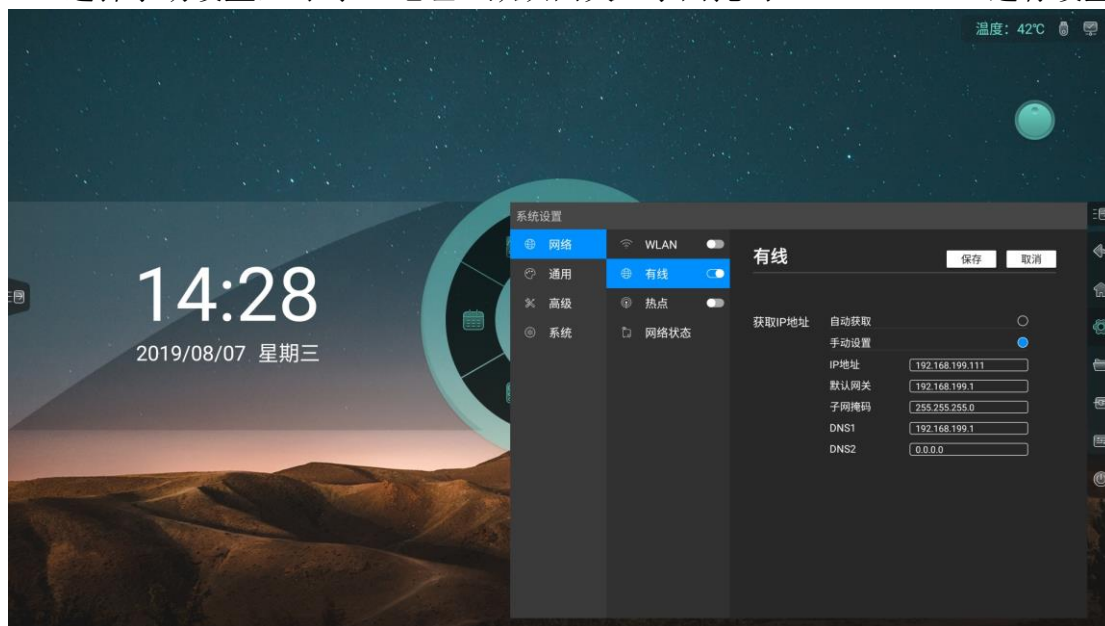 温度：42℃
系统设置
网络
WLAN
有线
保存
取消
通用
有线
高级
热点
系统
网络状态
获取IP地址
自动获取
手动设置
IP地址
192.168.199.111
默认网关
192.168.199.1
子网掩码
255.255.255.0
DNS1
192.168.199.1
DNS2
0.0.0.0
14:28
2019/08/07 星期三